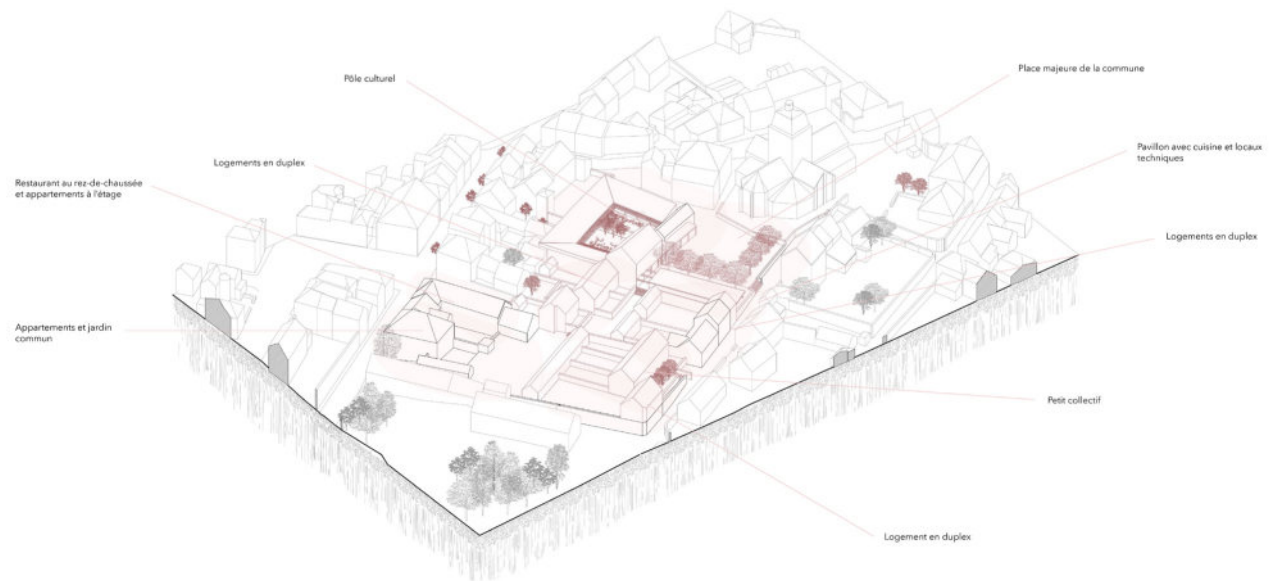 Pôle culturel
Place majeure de la commune
Logements en duplex
Pavillon avec cuisine et locaux
techniques
Restaurant au rez-de-chaussée
et appartements à l'étage
Logements en duplex
Appartements et jardin
commun
Petit collectif
Logement en duplex